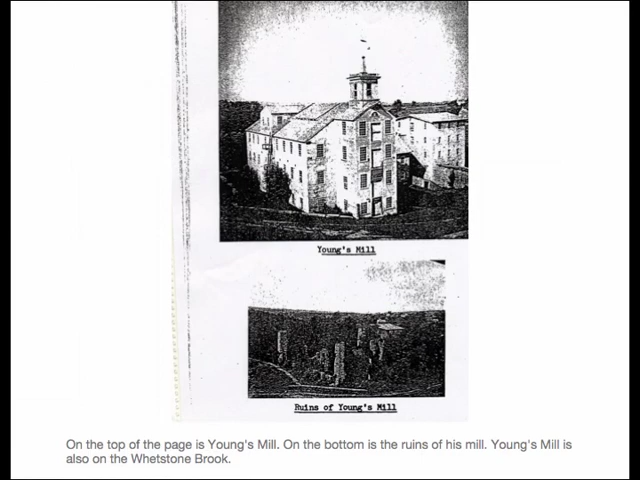 Young's Mill
Ruins of Young's Mill
On the top of the page is Young's Mill. On the bottom is the ruins of his mill. Young's Mill is
also on the Whetstone Brook.